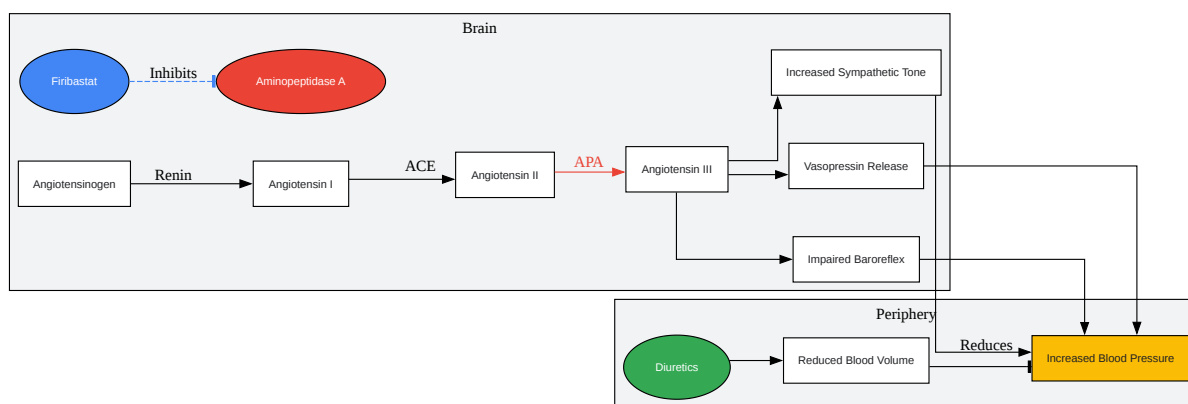 Brain
Firibastat
Inhibits
Aminopeptidase A
Increased Sympathetic Tone
Angiotensinogen
Renin
Angiotensin I
ACE
Angiotensin II
APA
Angiotensin III
Vasopressin Release
Impaired Baroreflex
Periphery
Diuretics
Reduced Blood Volume
Reduces
Increased Blood Pressure